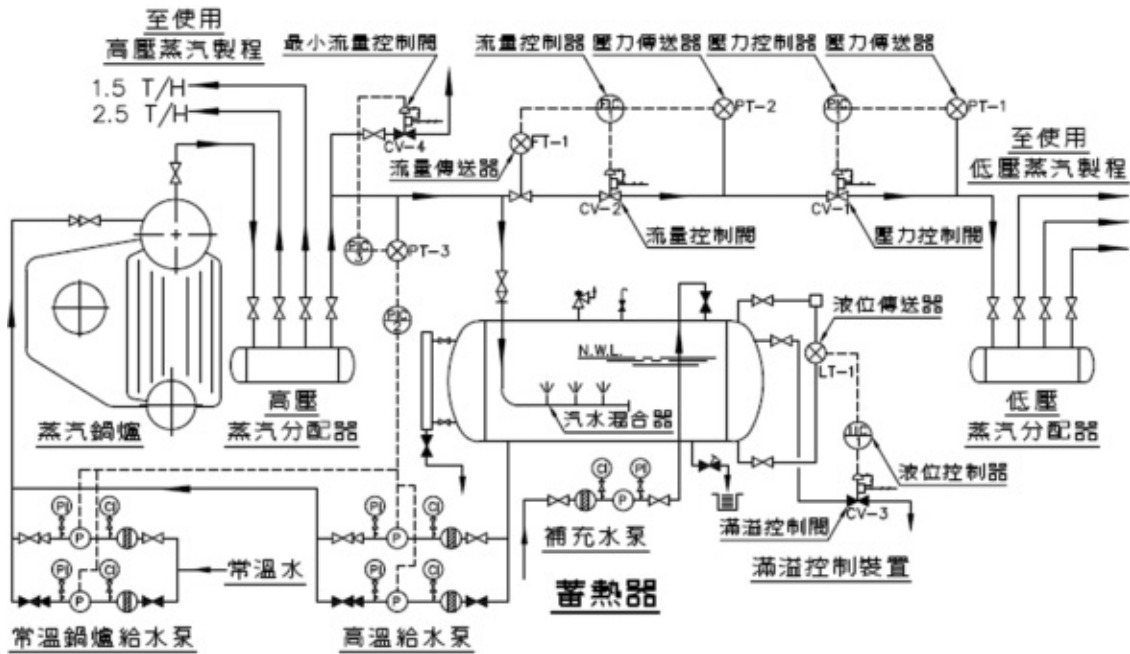 至使用
高壓蒸汽製程
1.5 T/H
2.5 T/H
最小流量控制閥
流量控制器
壓力傳送器
壓力控制器
壓力傳送器
FIC
PT-2
PIC
PT-1
FT-1
CV-4
流量傳送器
CV-2
流量控制閥
CV-1
壓力控制閥
至使用
低壓蒸汽製程
PIC
3
PT-3
PIC
2
N.W.L.
汽水混合器
液位傳送器
LT-1
LIC
液位控制器
蒸汽鍋爐
高壓
蒸汽分配器
低壓
蒸汽分配器
PI
CI
P
PI
CI
P
常溫水
常溫鍋爐給水泵
PI
CI
P
PI
CI
P
高溫給水泵
CI
PI
P
補充水泵
蓄熱器
滿溢控制閥
CV-3
滿溢控制裝置